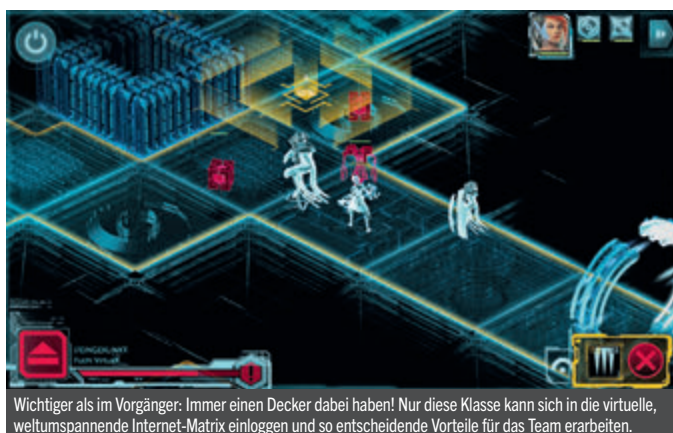 Wichtiger als im Vorgänger: Immer einen Decker dabei haben! Nur diese Klasse kann sich in die virtuelle,
weltumspannende Internet-Matrix einloggen und so entscheidende Vorteile für das Team erarbeiten.